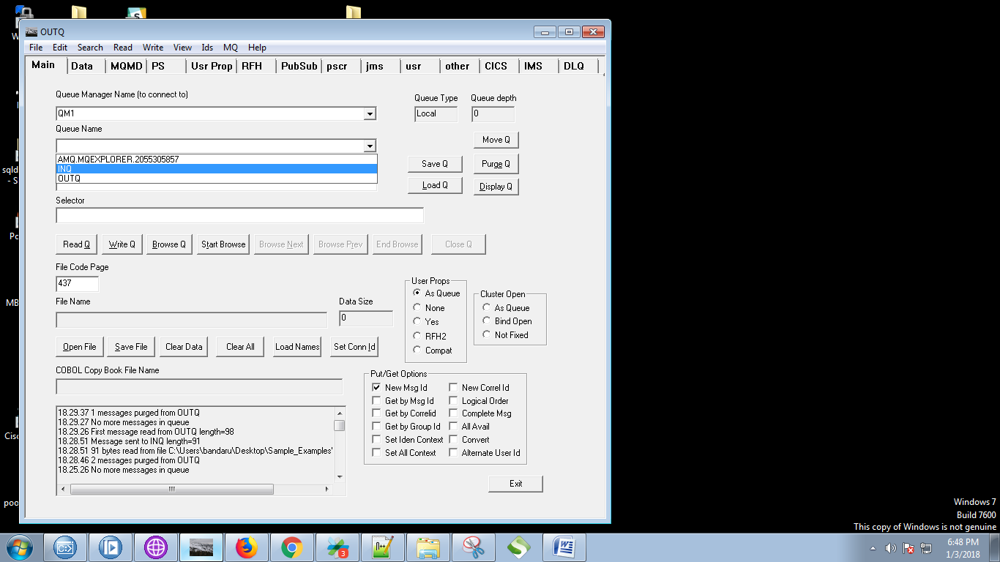 W
OUTQ
File Edit Search Read Write View Ids MQ Help
Main Data MQMD PS Usr Prop RFH PubSub pscr jms usr other CICS IMS DLQ
Queue Manager Name (to connect to)
QM1
Queue Type Queue depth
Local 0
Queue Name
AMQ.MQEXPLORER.2055305857
INQ
OUTQ
Move Q
Save Q Purge Q
Load Q Display Q
Selector
Read Q Write Q Browse Q Start Browse Browse Next Browse Prev End Browse Close Q
File Code Page
437
File Name
Data Size
0
User Props
As Queue
None
Yes
RFH2
Compat
Cluster Open
As Queue
Bind Open
Not Fixed
Open File Save File Clear Data Clear All Load Names Set Conn Id
COBOL Copy Book File Name
18.29.37 1 messages purged from OUTQ
18.29.27 No more messages in queue
18.29.26 First message read from OUTQ length=98
18.28.51 Message sent to INQ length=91
18.28.51 91 bytes read from file C:\Users\bandaru\Desktop\Sample_Examples'
18.28.46 2 messages purged from OUTQ
18.25.26 No more messages in queue
Put/Get Options
New Msg Id New Correl Id
Get by Msg Id Logical Order
Get by Correlid Complete Msg
Get by Group Id All Avail
Set Iden Context Convert
Set All Context Alternate User Id
Exit
sqld
- S
Po
MB
Cisc
poo
Windows 7
Build 7600
This copy of Windows is not genuine
3
6:48 PM
1/3/2018